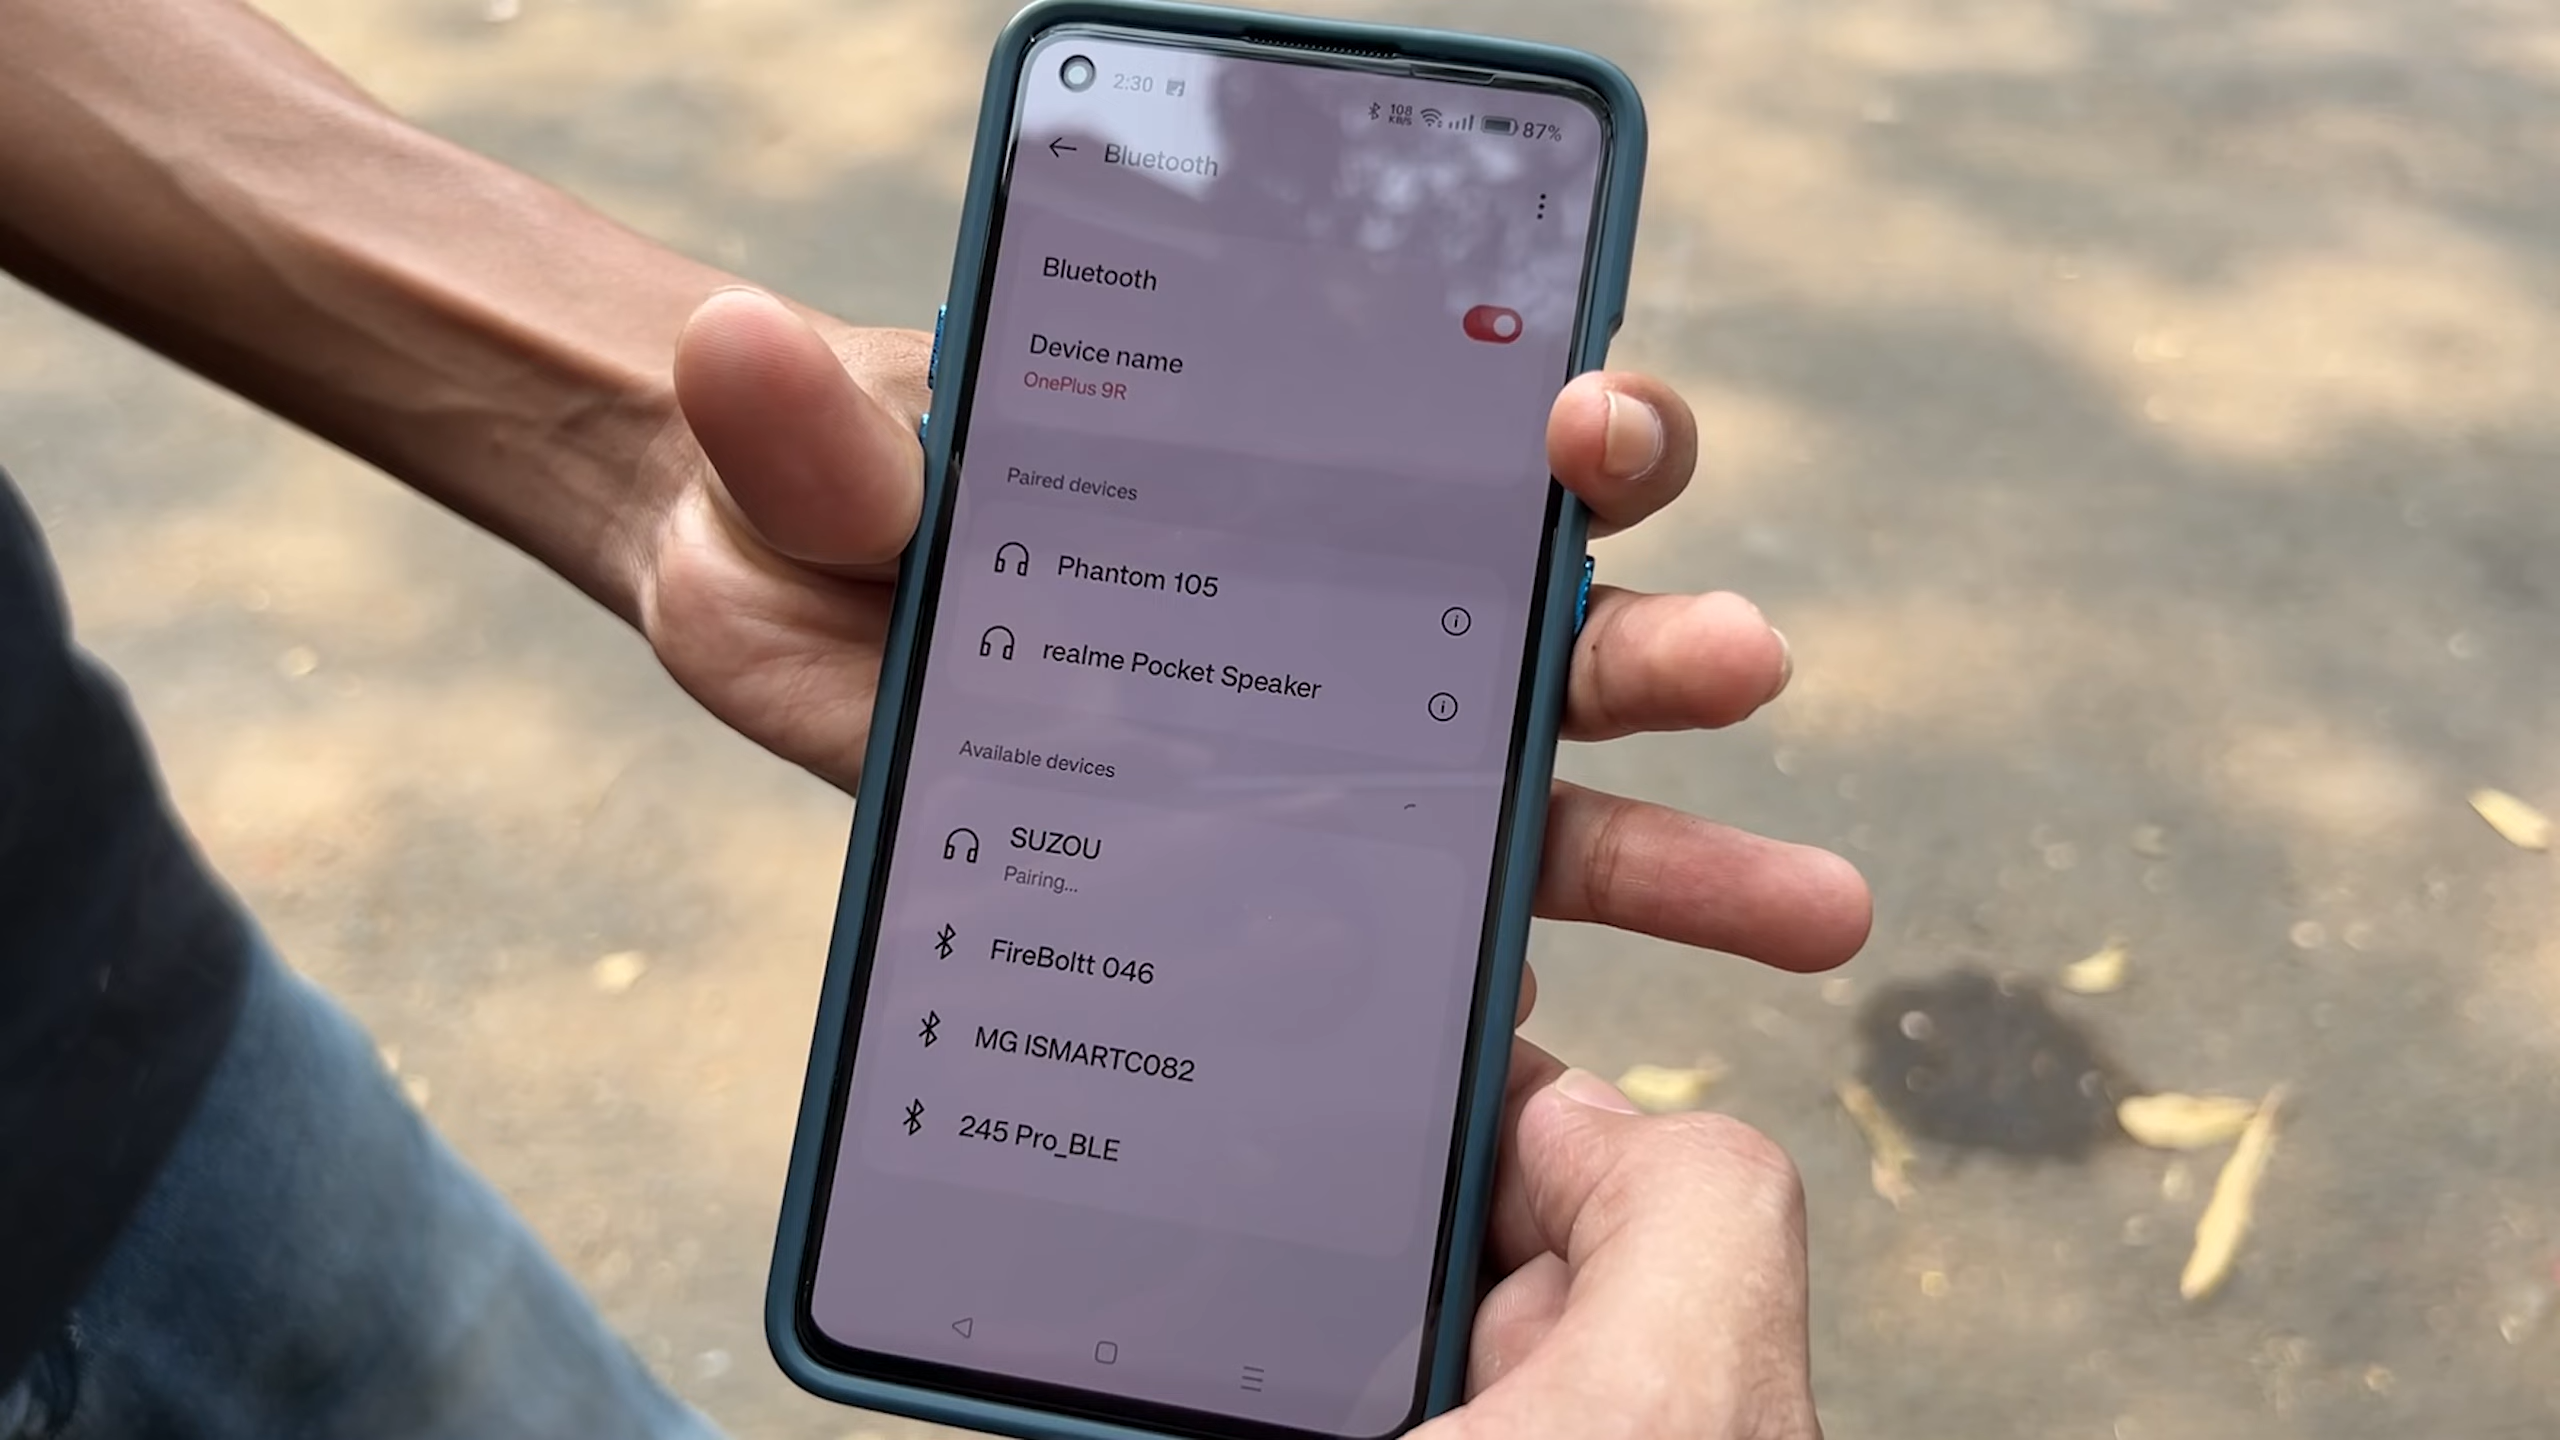 2:30
108 KB/S 87%
Bluetooth
Bluetooth
Device name
OnePlus 9R
Paired devices
Phantom 105
realme Pocket Speaker
Available devices
SUZOU
Pairing...
FireBoltt 046
MG ISMARTC082
245 Pro_BLE